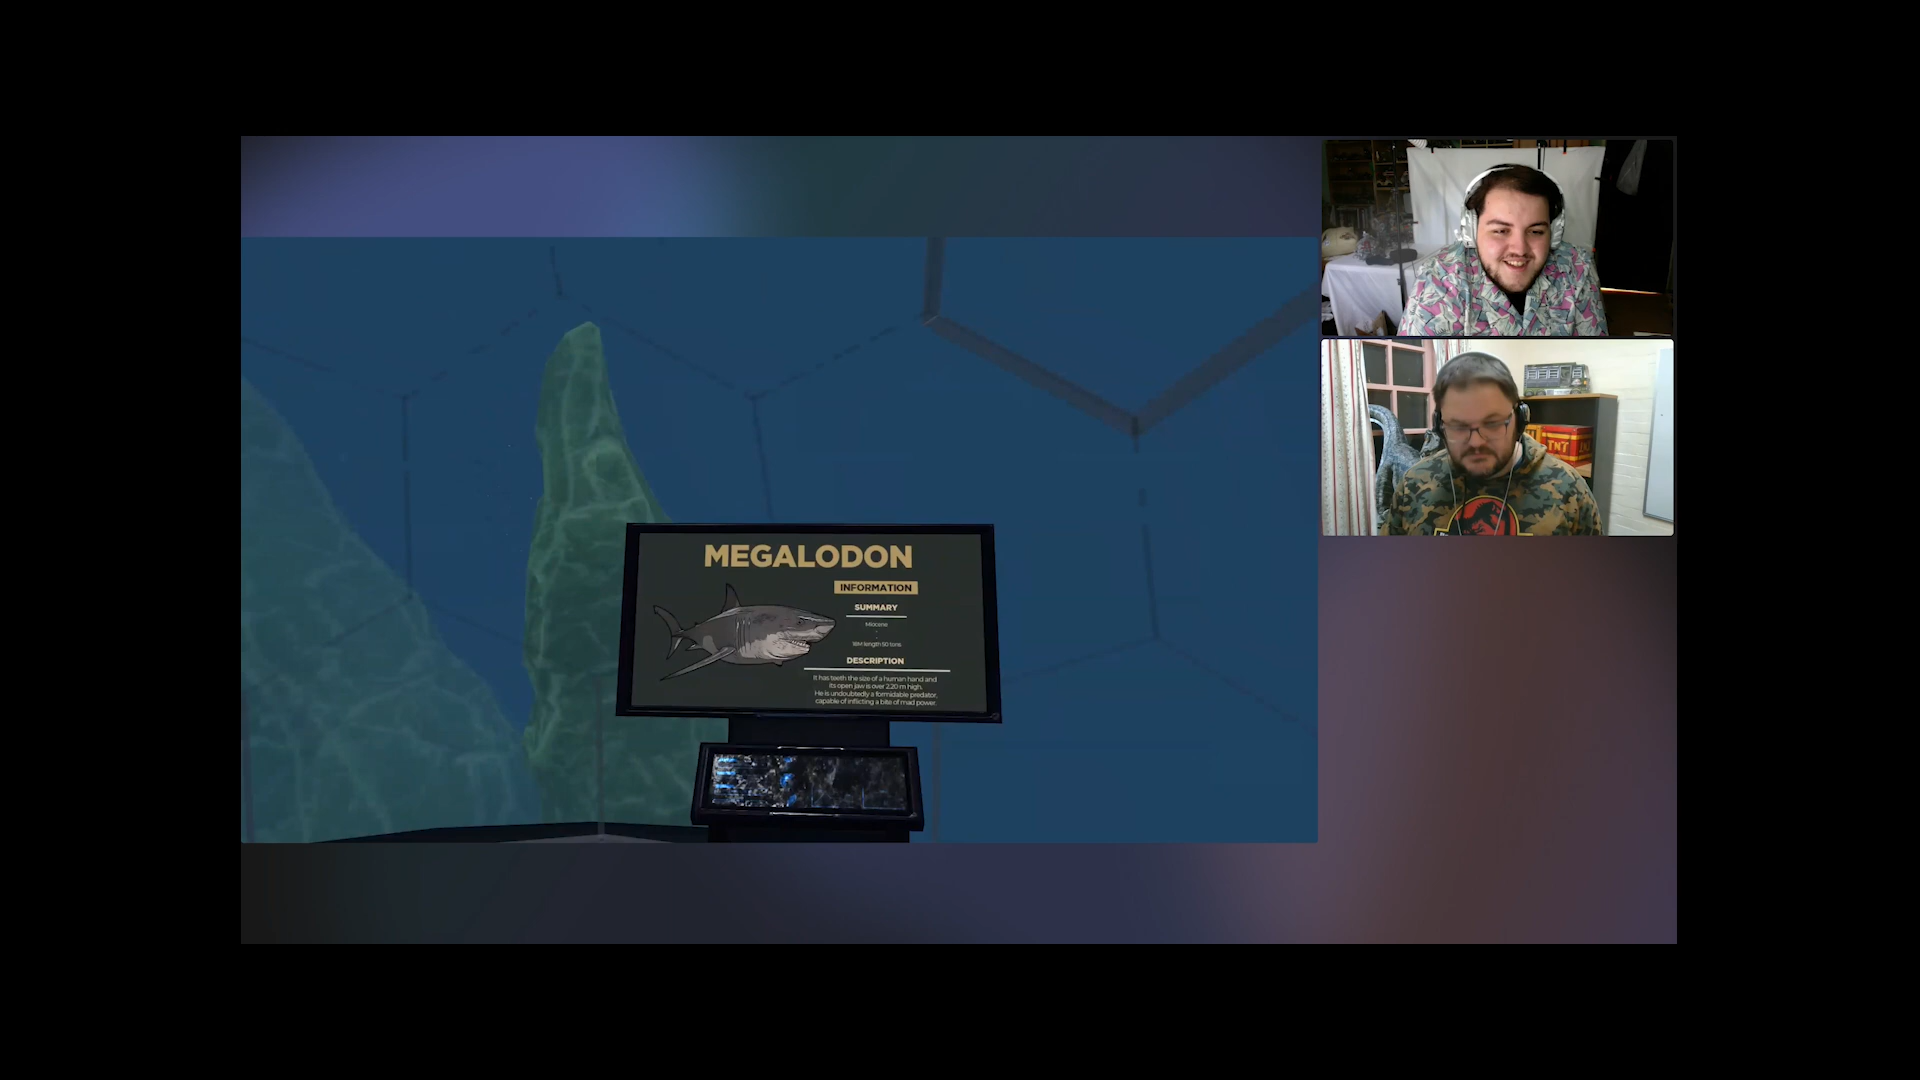 MEGALODON
INFORMATION
SUMMARY
Miocene
18M length 50 tons
DESCRIPTION
It has teeth the size of a human hand and
its open jaw is over 2.20 m high.
He is undoubtedly a formidable predator,
capable of inflicting a bite of mad power.
TNT